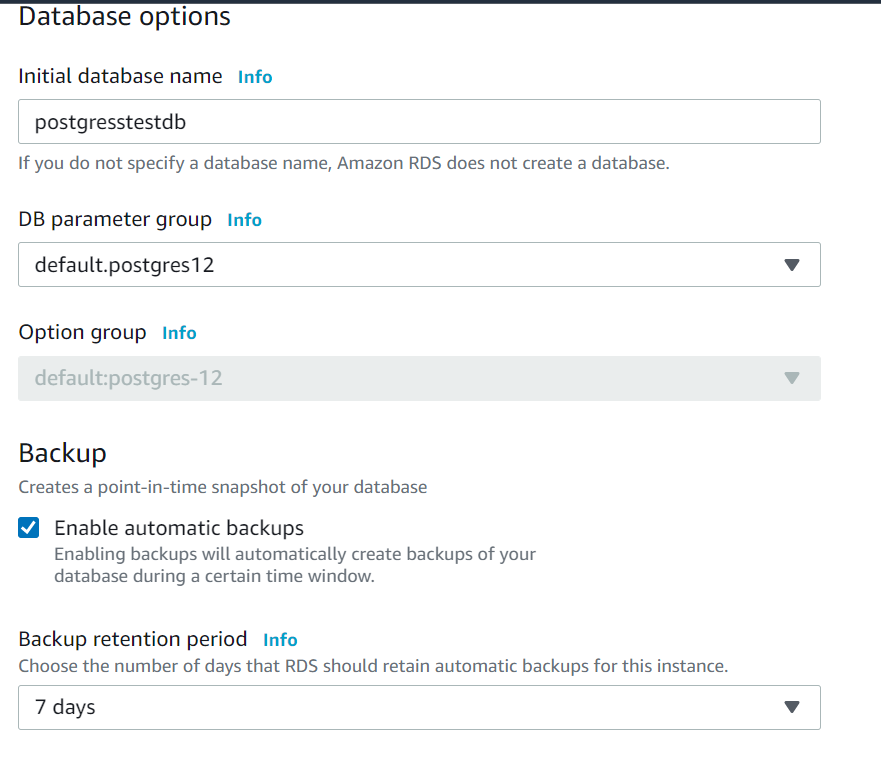 Database options
Initial database name Info
postgresstestdb
If you do not specify a database name, Amazon RDS does not create a database.
DB parameter group Info
default.postgres12
Option group Info
default:postgres-12
Backup
Creates a point-in-time snapshot of your database
Enable automatic backups
Enabling backups will automatically create backups of your
database during a certain time window.
Backup retention period Info
Choose the number of days that RDS should retain automatic backups for this instance.
7 days